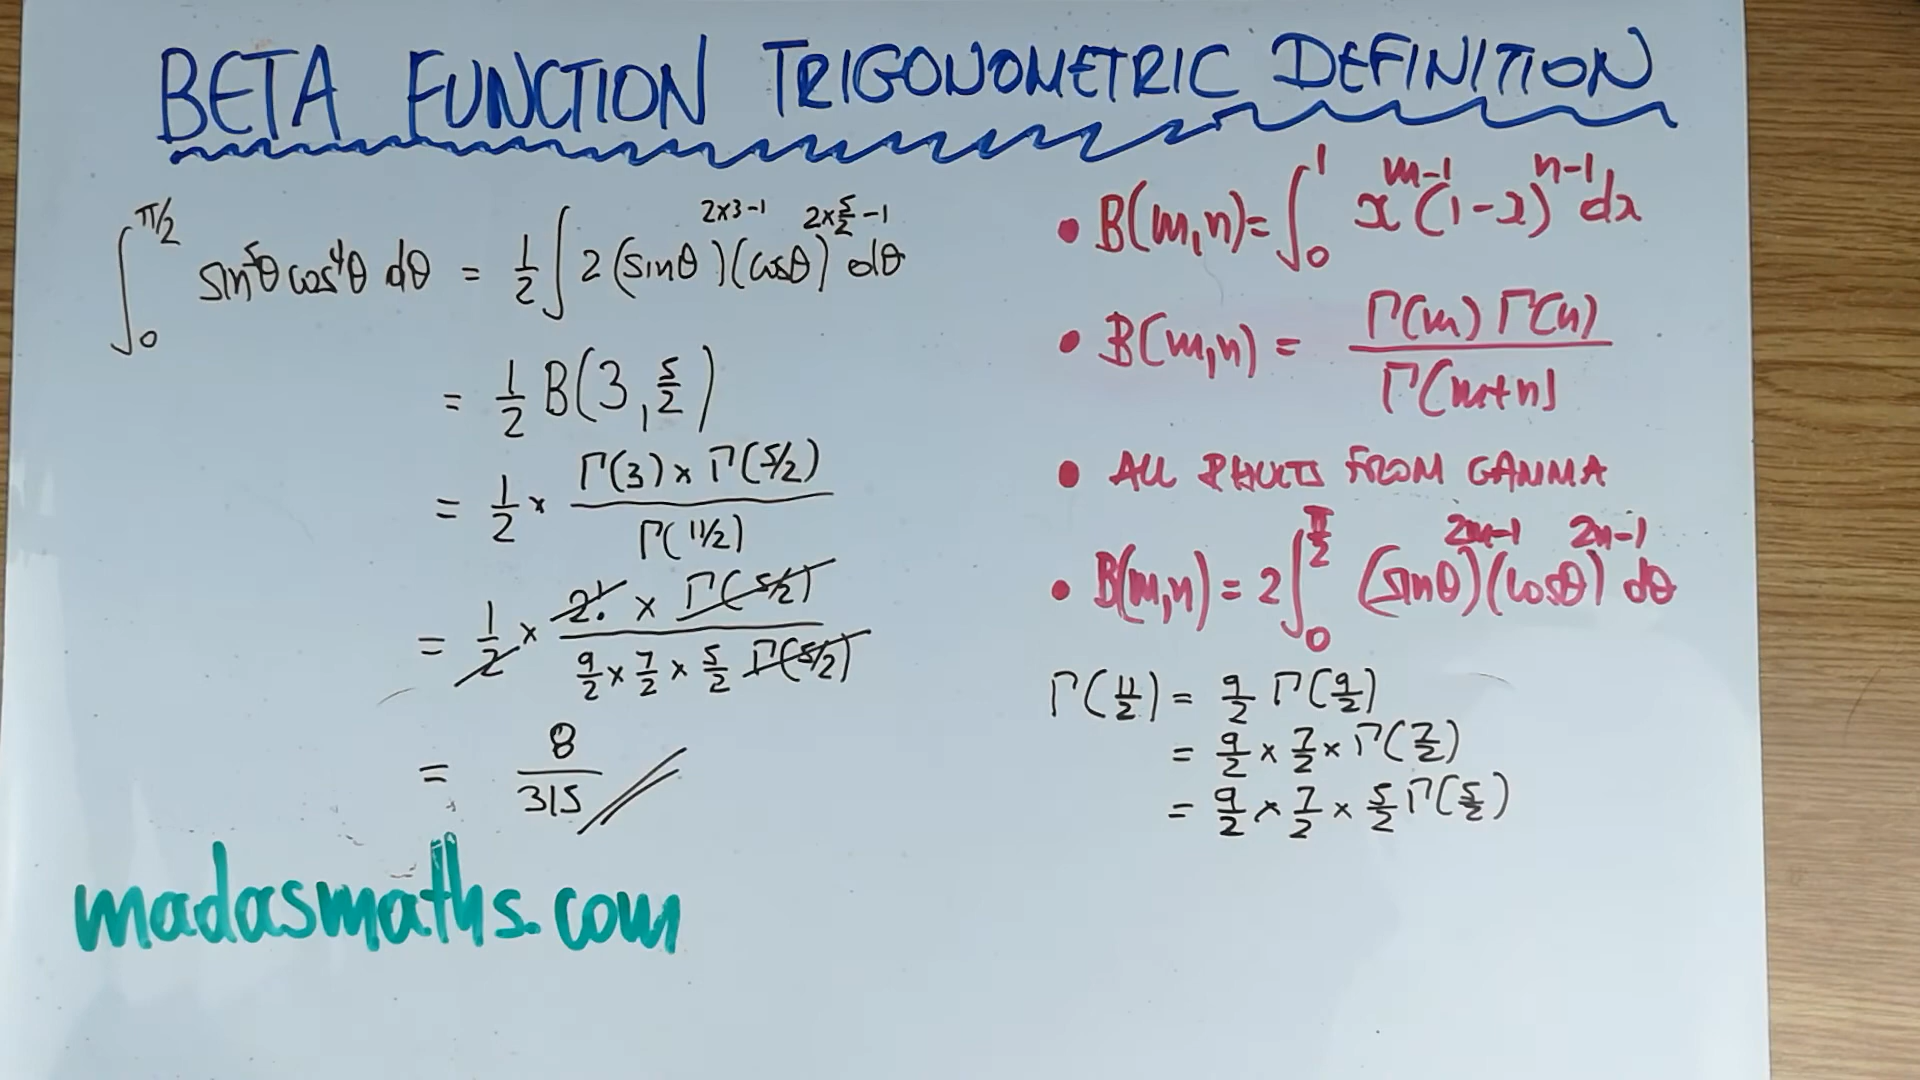 BETA FUNCTION TRIGONOMETRIC DEFINITION
∫₀^{π/2} sin⁵θ cos⁴θ dθ = 1/2 ∫ 2 (sinθ)^{2×3-1} (cosθ)^{2×5/2-1} dθ
= 1/2 B(3, 5/2)
= 1/2 × Γ(3) × Γ(5/2) / Γ(11/2)
= 1/2 × 2! × Γ(5/2) / 9/2 × 7/2 × 5/2 Γ(5/2)
= 8/315
madasmaths.com
• B(m,n) = ∫₀¹ x^{m-1} (1-x)^{n-1} dx
• B(m,n) = Γ(m) Γ(n) / Γ(m+n)
• ALL RESULTS FROM GAMMA
• B(m,n) = 2 ∫₀^{π/2} (sinθ)^{2m-1} (cosθ)^{2n-1} dθ
Γ(11/2) = 9/2 Γ(9/2)
= 9/2 × 7/2 × Γ(7/2)
= 9/2 × 7/2 × 5/2 Γ(5/2)